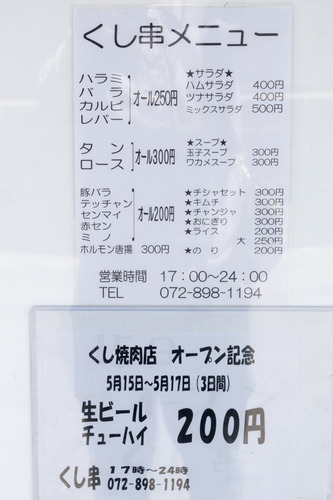 くし串メニュー
★サラダ★
ハラミ
バラ
カルビ
レバー
オール250円
ハムサラダ 400円
ツナサラダ 400円
ミックスサラダ 500円
タン
ロース
オール300円
★スープ★
玉子スープ 300円
ワカメスープ 300円
豚バラ
テッチャン
センマイ
赤セン
ミノ
オール200円
ホルモン唐揚 300円
★チシャセット 300円
★キムチ 300円
★チャンジャ 300円
★おにぎり 300円
★ライス 200円
大 250円
★のり 200円
営業時間 17:00～24:00
TEL 072-898-1194
くし焼肉店 オープン記念
5月15日～5月17日(3日間)
生ビール
チューハイ
200円
くし串 17時～24時
072-898-1194